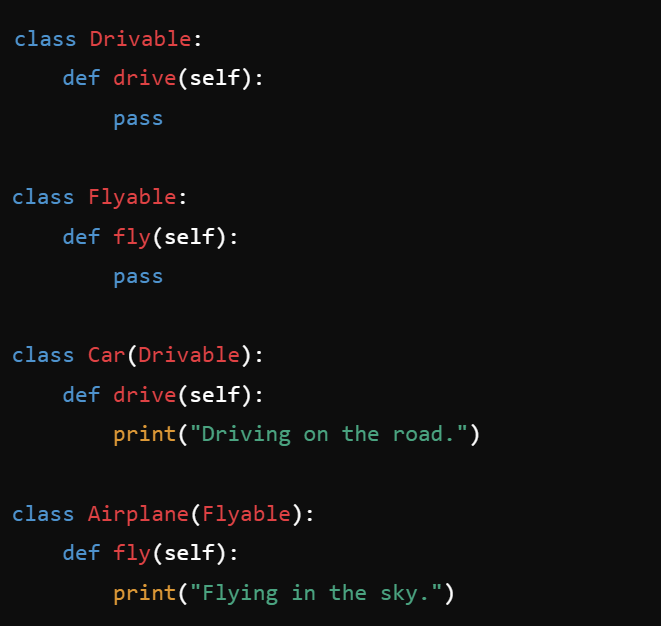 class Drivable:
    def drive(self):
        pass

class Flyable:
    def fly(self):
        pass

class Car(Drivable):
    def drive(self):
        print("Driving on the road.")

class Airplane(Flyable):
    def fly(self):
        print("Flying in the sky.")